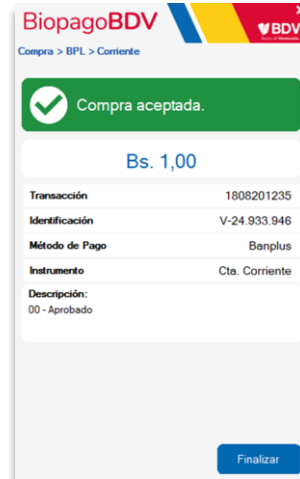 BiopagoBDV
BDV
Compra > BPL > Corriente
Compra aceptada.
Bs. 1,00
Transacción 1808201235
Identificación V-24.933.946
Método de Pago Banplus
Instrumento Cta. Corriente
Descripción:
00 - Aprobado
Finalizar